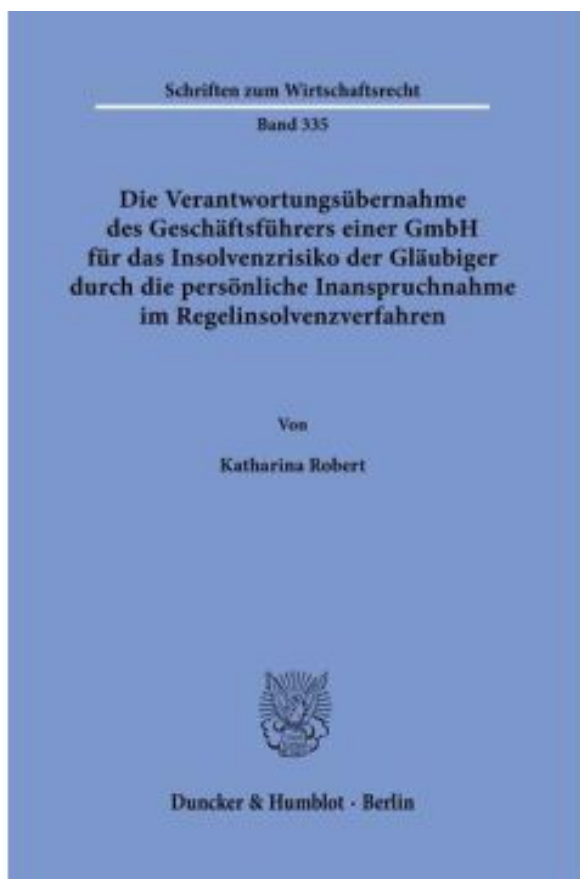 Schriften zum Wirtschaftsrecht
Band 335
Die Verantwortungsübernahme
des Geschäftsführers einer GmbH
für das Insolvenzrisiko der Gläubiger
durch die persönliche Inanspruchnahme
im Regelinsolvenzverfahren
Von
Katharina Robert
Duncker & Humblot · Berlin